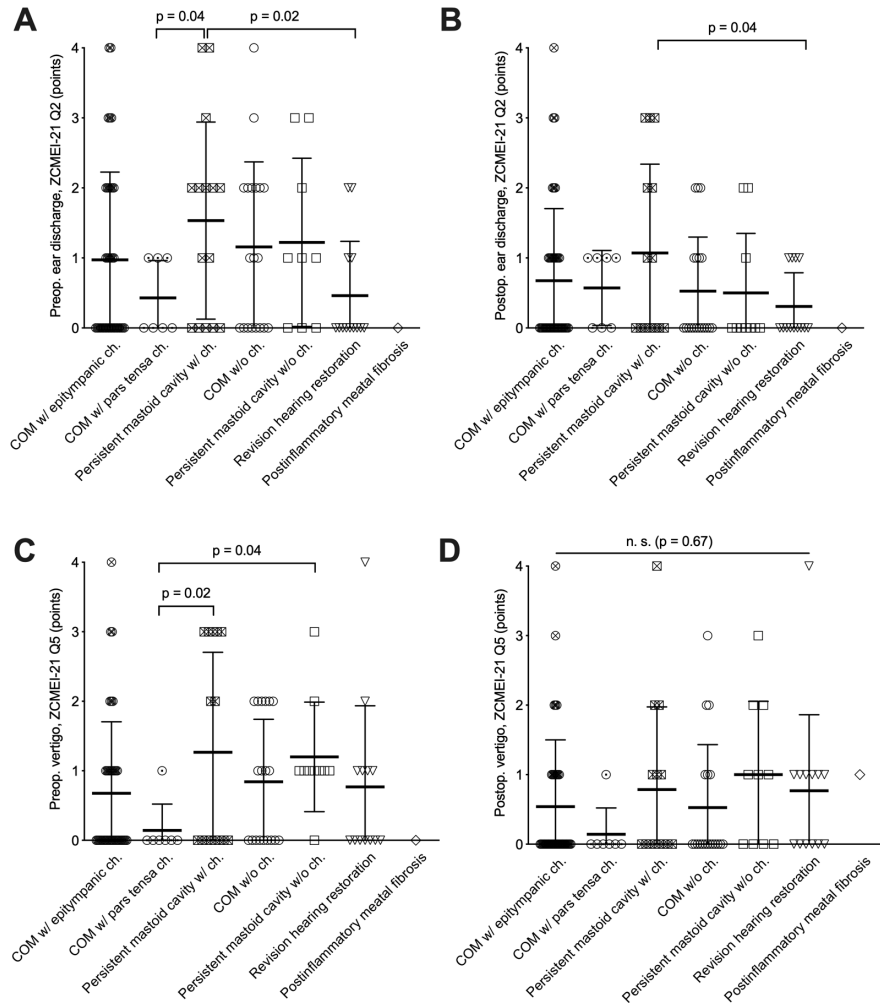 A
p = 0.04
p = 0.02
Preop. ear discharge, ZCMEI-21 Q2 (points)
4
3
2
1
0
COM w/ epitympanic ch.
COM w/ pars tensa ch.
Persistent mastoid cavity w/ ch.
COM w/o ch.
Persistent mastoid cavity w/o ch.
Revision hearing restoration
Postinflammatory meatal fibrosis
B
p = 0.04
Postop. ear discharge, ZCMEI-21 Q2 (points)
4
3
2
1
0
COM w/ epitympanic ch.
COM w/ pars tensa ch.
Persistent mastoid cavity w/ ch.
COM w/o ch.
Persistent mastoid cavity w/o ch.
Revision hearing restoration
Postinflammatory meatal fibrosis
C
p = 0.04
p = 0.02
Preop. vertigo, ZCMEI-21 Q5 (points)
4
3
2
1
0
COM w/ epitympanic ch.
COM w/ pars tensa ch.
Persistent mastoid cavity w/ ch.
COM w/o ch.
Persistent mastoid cavity w/o ch.
Revision hearing restoration
Postinflammatory meatal fibrosis
D
n. s. (p = 0.67)
Postop. vertigo, ZCMEI-21 Q5 (points)
4
3
2
1
0
COM w/ epitympanic ch.
COM w/ pars tensa ch.
Persistent mastoid cavity w/ ch.
COM w/o ch.
Persistent mastoid cavity w/o ch.
Revision hearing restoration
Postinflammatory meatal fibrosis